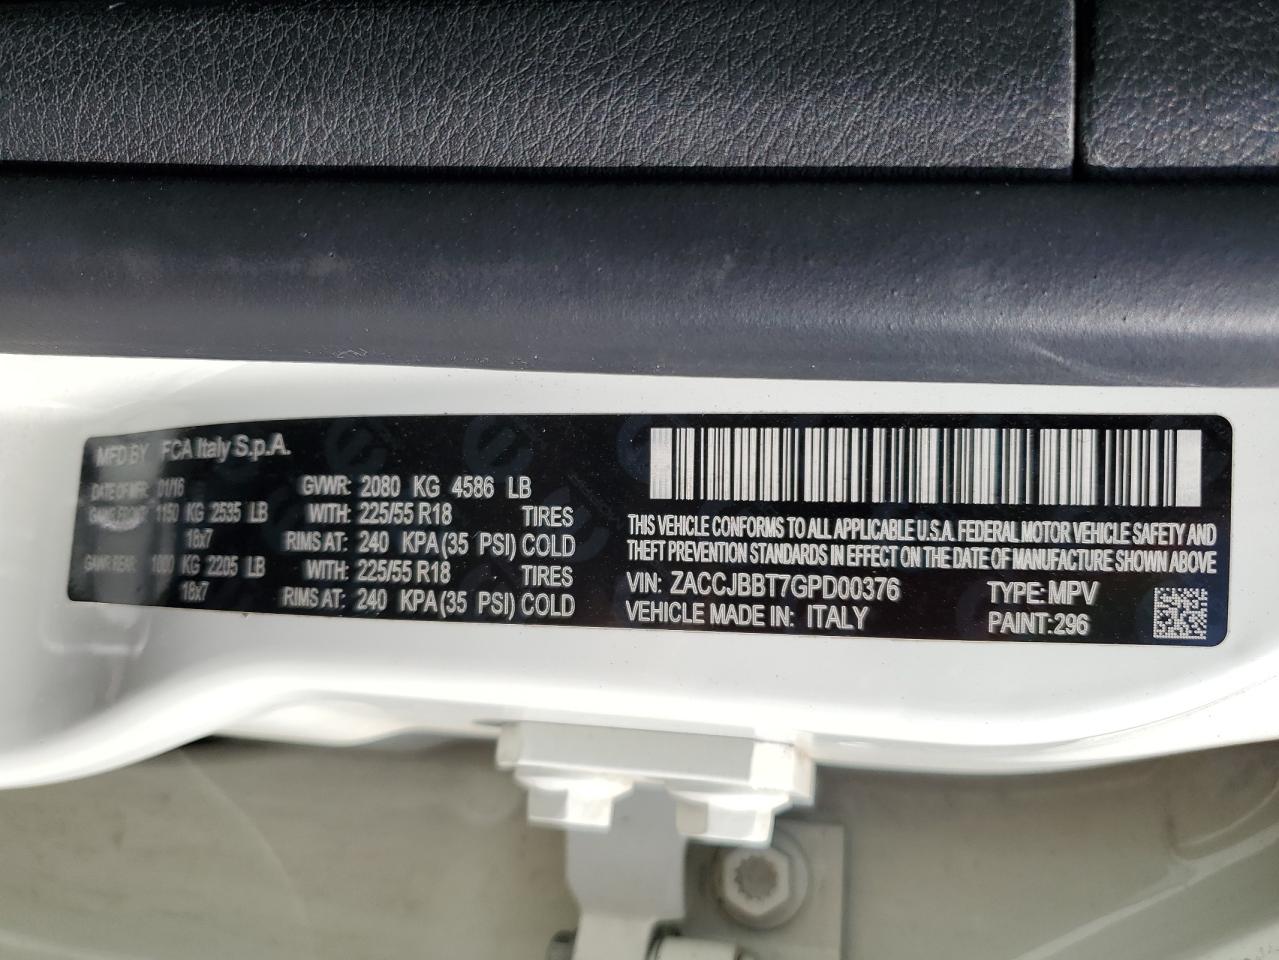 MFD BY FCA Italy S.p.A.
DATE OF MFR 01/16 GVWR: 2080 KG 4586 LB
GAWR FRONT: 1150 KG 2535 LB WITH: 225/55 R18 TIRES
18x7 RIMS AT: 240 KPA (35 PSI) COLD
GAWR REAR: 1000 KG 2205 LB WITH: 225/55 R18 TIRES
18x7 RIMS AT: 240 KPA (35 PSI) COLD
THIS VEHICLE CONFORMS TO ALL APPLICABLE U.S.A. FEDERAL MOTOR VEHICLE SAFETY AND
THEFT PREVENTION STANDARDS IN EFFECT ON THE DATE OF MANUFACTURE SHOWN ABOVE
VIN: ZACCJBBT7GPD00376 TYPE: MPV
VEHICLE MADE IN: ITALY PAINT:296